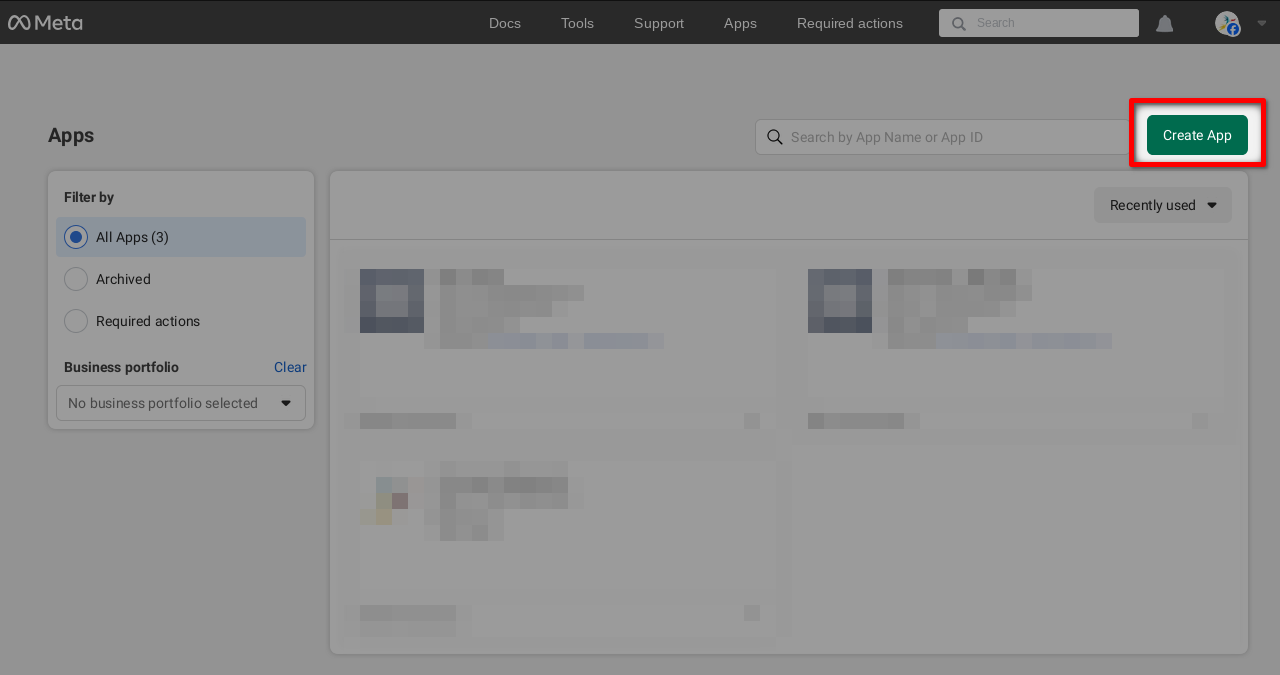 Meta
Docs
Tools
Support
Apps
Required actions
Search
Apps
Search by App Name or App ID
Create App
Filter by
All Apps (3)
Archived
Required actions
Business portfolio
Clear
No business portfolio selected
Recently used